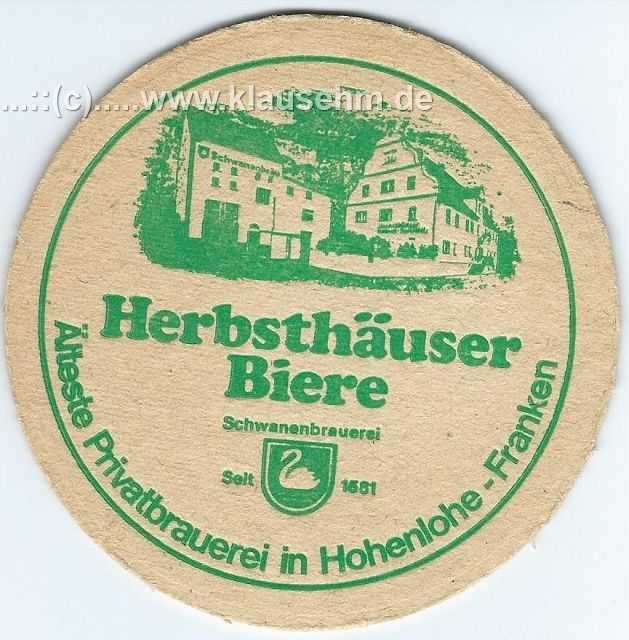 ...::(c).....www.klausehm.de
Schwanenbräu
Herbsthäuser
Biere
Schwanenbrauerei
Seit 1581
Älteste Privatbrauerei in Hohenlohe-Franken